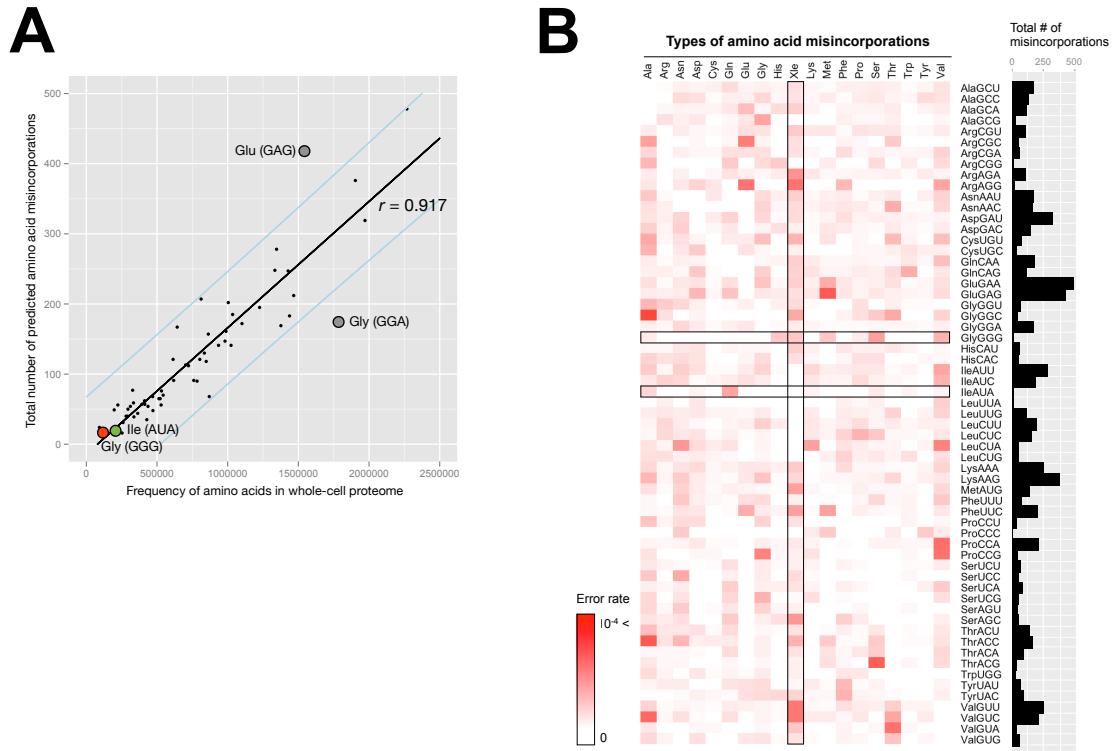 A
500
400
300
200
100
0
Total number of predicted amino acid misincorporations
Glu (GAG)
r = 0.917
Gly (GGA)
Ile (AUA)
Gly (GGG)
0
500000
1000000
1500000
2000000
2500000
Frequency of amino acids in whole-cell proteome
B
Types of amino acid misincorporations
Total # of
misincorporations
0 250 500
Ala Arg Asn Asp Cys Gln Glu Gly His Xle Lys Met Phe Pro Ser Thr Trp Tyr Val
AlaGCU
AlaGCC
AlaGCA
AlaGCG
ArgCGU
ArgCGC
ArgCGA
ArgCGG
ArgAGA
ArgAGG
AsnAAU
AsnAAC
AspGAU
AspGAC
CysUGU
CysUGC
GlnCAA
GlnCAG
GluGAA
GluGAG
GlyGGU
GlyGGC
GlyGGA
GlyGGG
HisCAU
HisCAC
IleAUU
IleAUC
IleAUA
LeuUUA
LeuUUG
LeuCUU
LeuCUC
LeuCUA
LeuCUG
LysAAA
LysAAG
MetAUG
PheUUU
PheUUC
ProCCU
ProCCC
ProCCA
ProCCG
SerUCU
SerUCC
SerUCA
SerUCG
SerAGU
SerAGC
ThrACU
ThrACC
ThrACA
ThrACG
TrpUGG
TyrUAU
TyrUAC
ValGUU
ValGUC
ValGUA
ValGUG
Error rate
10⁻⁴ <
0